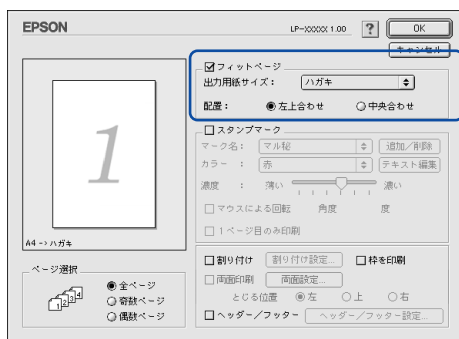 EPSON
LP-XXXXX 1.00
?
OK
キャンセル
☑フィットページ
出力用紙サイズ： ハガキ
配置： ◉左上合わせ ○中央合わせ
□スタンプマーク
マーク名： マル秘 追加／削除
カラー ： 赤 テキスト編集
濃度 ： 薄い 濃い
□マウスによる回転 角度 度
□1ページ目のみ印刷
1
A4 -> ハガキ
ページ選択
1 2 3 4
◉全ページ
○奇数ページ
○偶数ページ
□割り付け 割り付け設定... □枠を印刷
□両面印刷 両面設定...
とじる位置 ◉左 ○上 ○右
□ヘッダー／フッター ヘッダー／フッター設定...